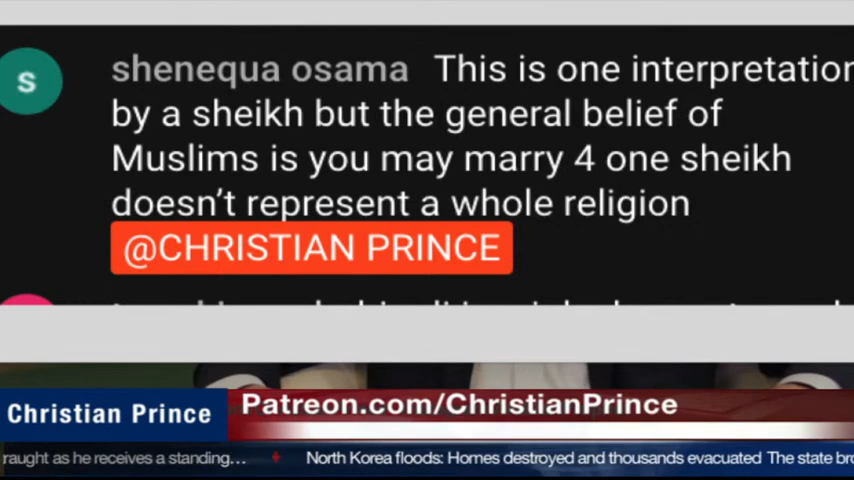 S
shenequa osama This is one interpretation
by a sheikh but the general belief of
Muslims is you may marry 4 one sheikh
doesn't represent a whole religion
@CHRISTIAN PRINCE
Christian Prince
Patreon.com/ChristianPrince
raught as he receives a standing... North Korea floods: Homes destroyed and thousands evacuated The state bro